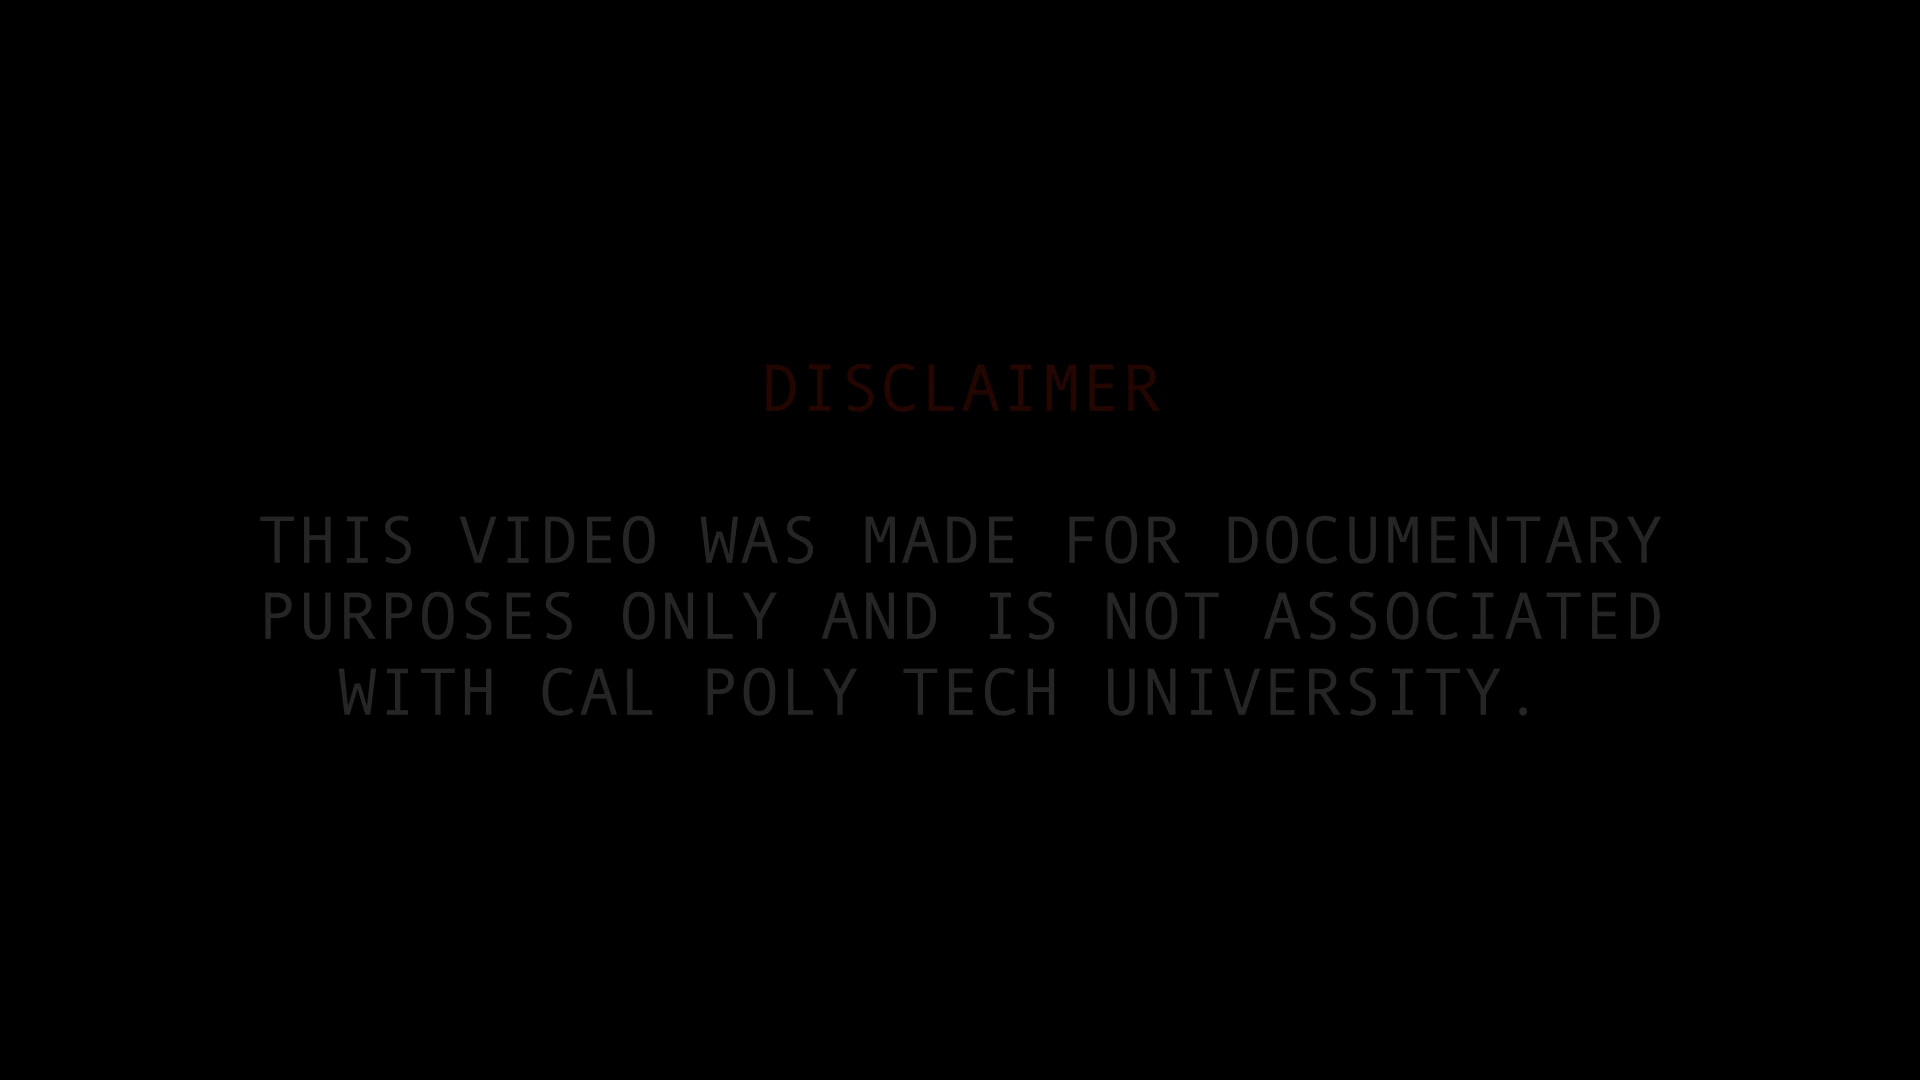 DISCLAIMER
THIS VIDEO WAS MADE FOR DOCUMENTARY
PURPOSES ONLY AND IS NOT ASSOCIATED
WITH CAL POLY TECH UNIVERSITY.